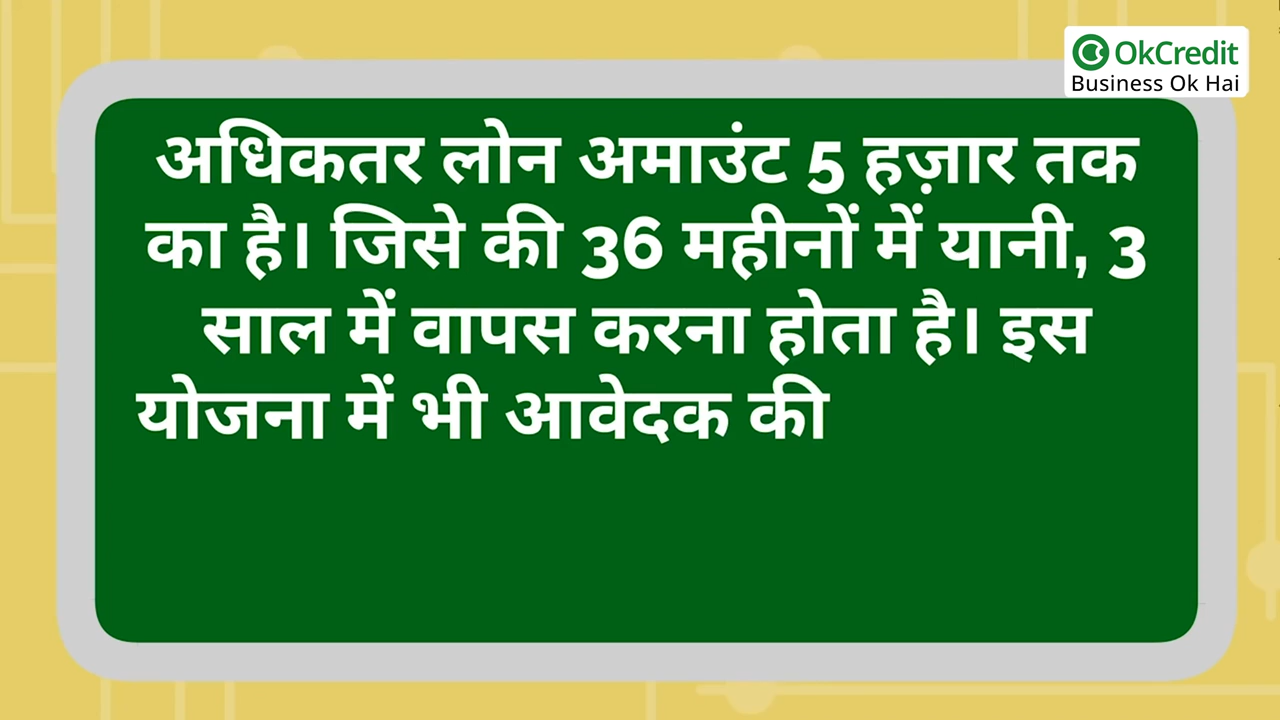 OkCredit
Business Ok Hai
अधिकतर लोन अमाउंट 5 हज़ार तक
का है। जिसे की 36 महीनों में यानी, 3
साल में वापस करना होता है। इस
योजना में भी आवेदक की